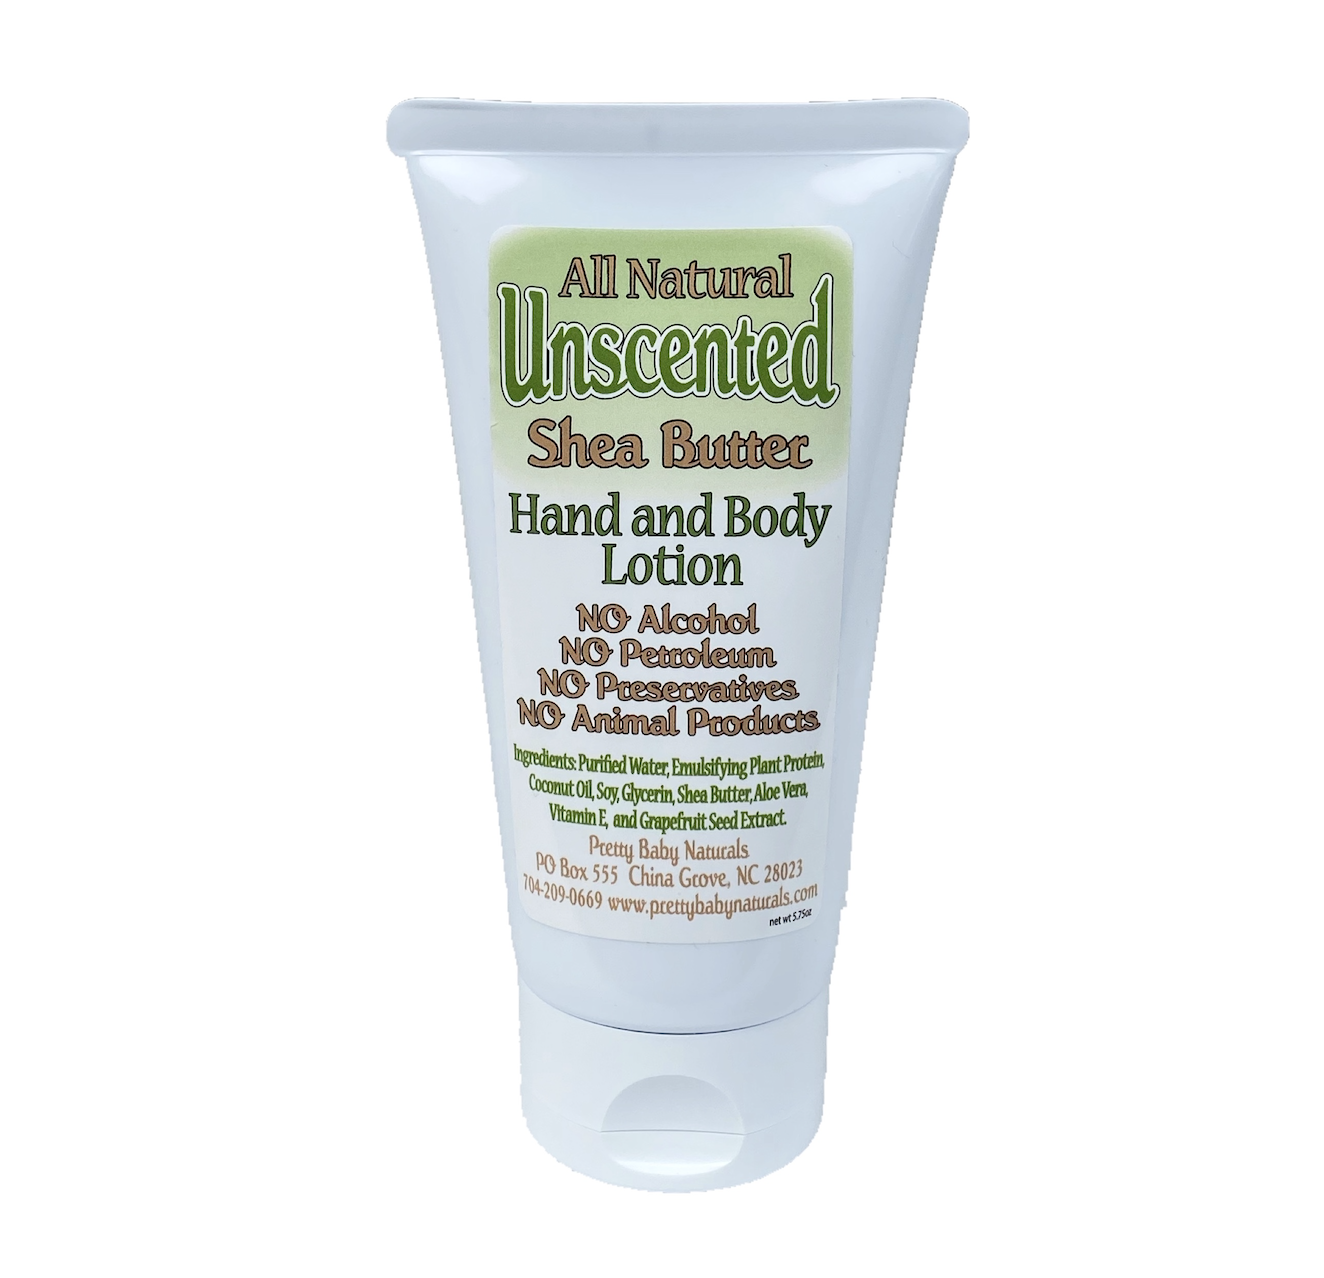 All Natural
Unscented
Shea Butter
Hand and Body
Lotion
NO Alcohol
NO Petroleum
NO Preservatives
NO Animal Products
Ingredients: Purified Water, Emulsifying Plant Protein,
Coconut Oil, Soy, Glycerin, Shea Butter, Aloe Vera,
Vitamin E, and Grapefruit Seed Extract.
Pretty Baby Naturals
PO Box 555 China Grove, NC 28023
704-209-0669 www.prettybabynaturals.com
net wt 5.75oz